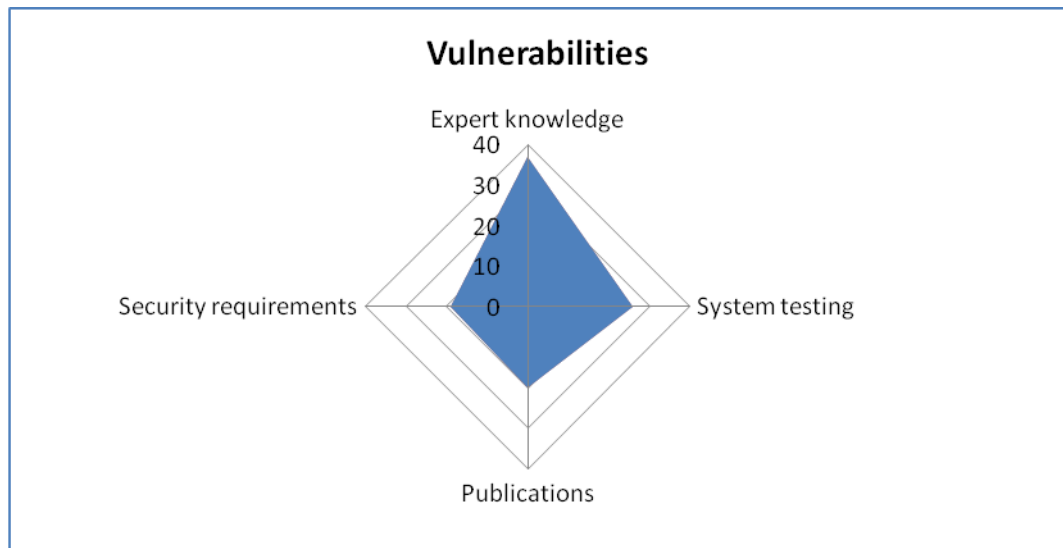 Vulnerabilities
Expert knowledge
40
30
20
10
0
Security requirements
System testing
Publications